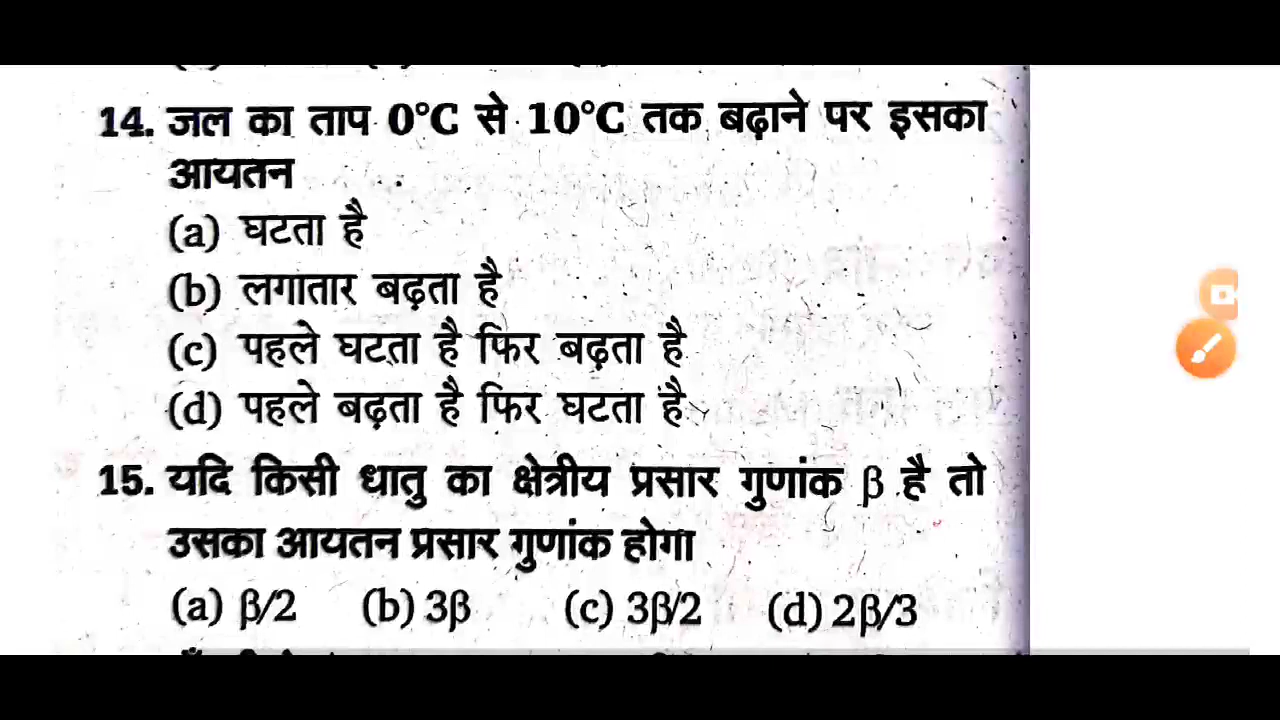 14. जल का ताप 0°C से 10°C तक बढ़ाने पर इसका
आयतन
(a) घटता है
(b) लगातार बढ़ता है
(c) पहले घटता है फिर बढ़ता है
(d) पहले बढ़ता है फिर घटता है
15. यदि किसी धातु का क्षेत्रीय प्रसार गुणांक β है तो
उसका आयतन प्रसार गुणांक होगा
(a) β/2 (b) 3β (c) 3β/2 (d) 2β/3